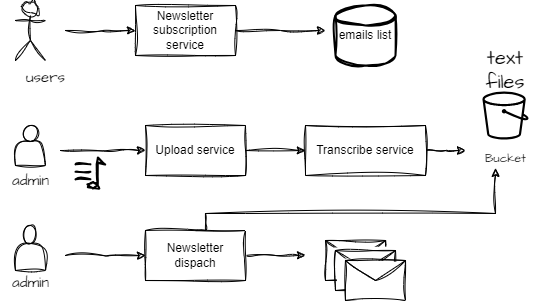 Newsletter
subscription
service
emails list
users
text
files
Upload service
Transcribe service
Bucket
admin
Newsletter
dispach
admin